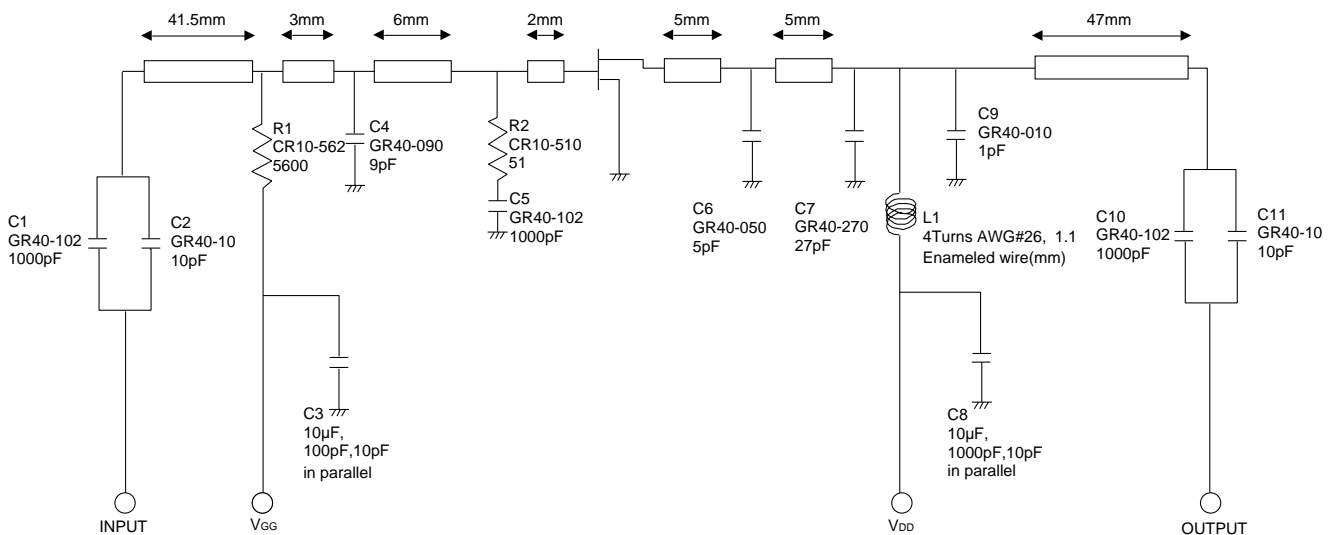 41.5mm
3mm
6mm
2mm
5mm
5mm
47mm
R1
CR10-562
5600
C4
GR40-090
9pF
R2
CR10-510
51
C5
GR40-102
1000pF
C9
GR40-010
1pF
C1
GR40-102
1000pF
C2
GR40-10
10pF
C6
GR40-050
5pF
C7
GR40-270
27pF
L1
4Turns AWG#26, 1.1
Enameled wire(mm)
C10
GR40-102
1000pF
C11
GR40-10
10pF
C3
10µF,
100pF,10pF
in parallel
C8
10µF,
1000pF,10pF
in parallel
INPUT
VGG
VDD
OUTPUT